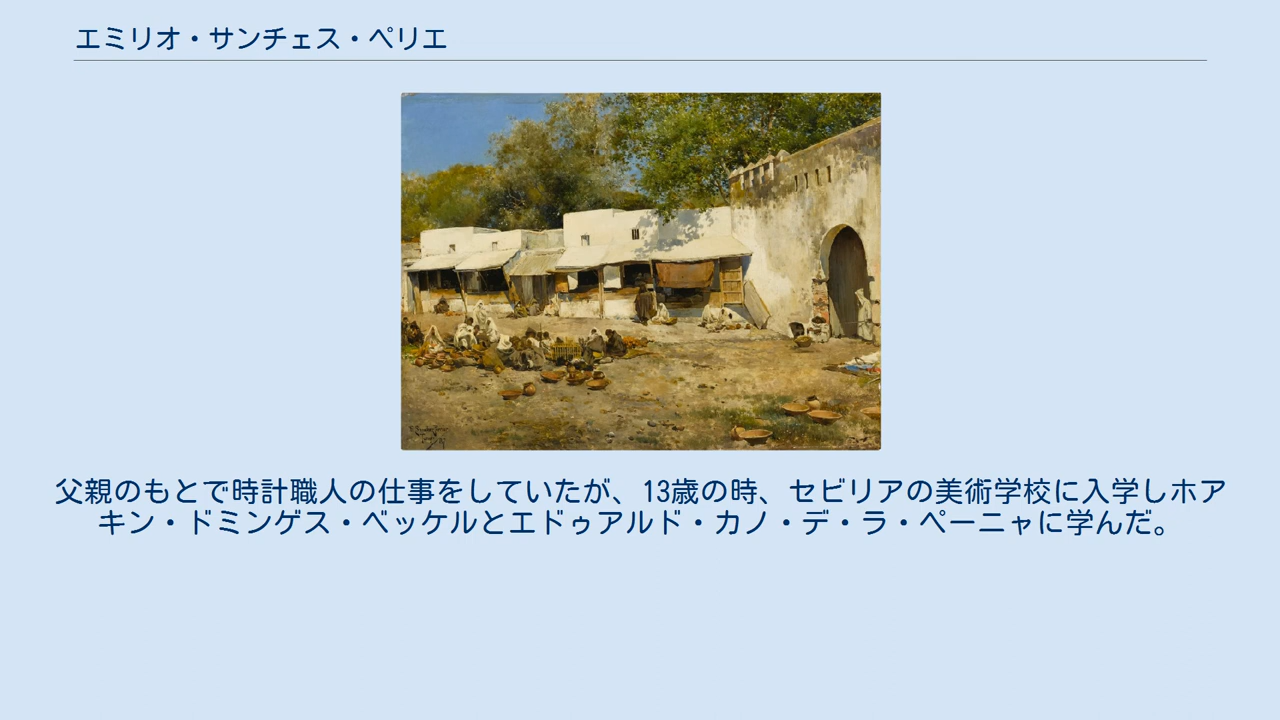 エミリオ・サンチェス・ペリエ
父親のもとで時計職人の仕事をしていたが、13歳の時、セビリアの美術学校に入学しホア
キン・ドミンゲス・ベッケルとエドゥアルド・カノ・デ・ラ・ペーニャに学んだ。